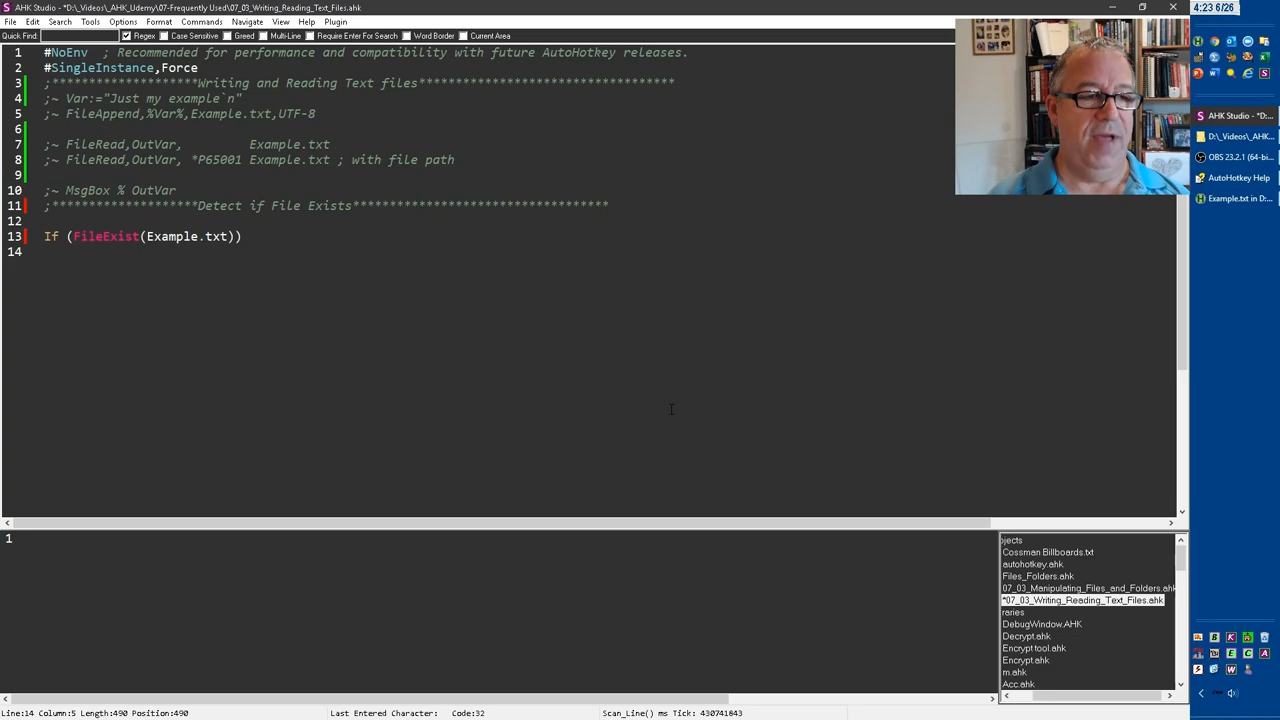 AHK Studio - *D:\_Videos\_AHK_Udemy\07-Frequently Used\07_03_Writing_Reading_Text_Files.ahk
4:23 6/26
File Edit Search Tools Options Format Commands Navigate View Help Plugin
Quick Find: Regex Case Sensitive Greed Multi-Line Require Enter For Search Word Border Current Area
1 #NoEnv ; Recommended for performance and compatibility with future AutoHotkey releases.
2 #SingleInstance,Force
3 ;********************Writing and Reading Text files***********************************
4 ;~ Var:="Just my example`n"
5 ;~ FileAppend,%Var%,Example.txt,UTF-8
6
7 ;~ FileRead,OutVar, Example.txt
8 ;~ FileRead,OutVar, *P65001 Example.txt ; with file path
9
10 ;~ MsgBox % OutVar
11 ;********************Detect if File Exists***********************************
12
13 If (FileExist(Example.txt))
14
AHK Studio - *D:...
D:\_Videos\_AHK...
OBS 23.2.1 (64-bi...
AutoHotkey Help
Example.txt in D:...
1
ojects
Cossman Billboards.txt
autohotkey.ahk
Files_Folders.ahk
07_03_Manipulating_Files_and_Folders.ahk
*07_03_Writing_Reading_Text_Files.ahk
raries
DebugWindow.AHK
Decrypt.ahk
Encrypt tool.ahk
Encrypt.ahk
m.ahk
Acc.ahk
Line:14 Column:5 Length:490 Position:490 Last Entered Character: Code:32 Scan_Line() ms Tick: 430741843